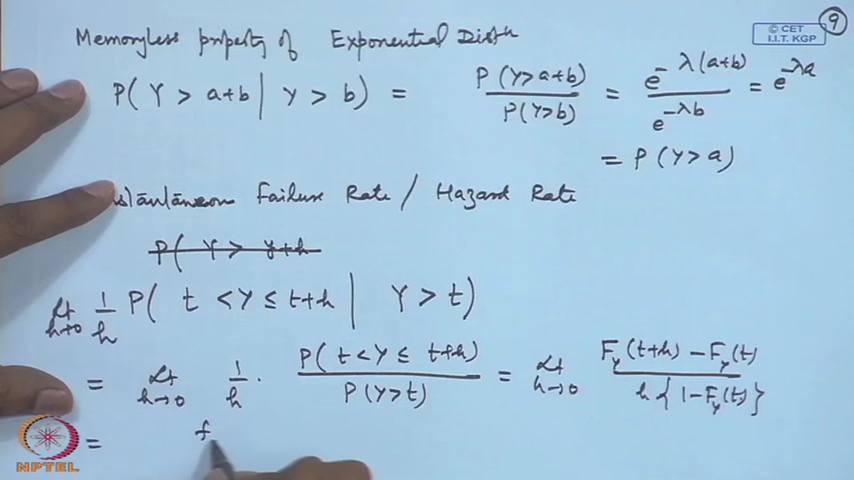 Memoryless property of Exponential Distn
© CET
I.I.T. KGP
9
P(Y > a+b | Y > b) = P(Y>a+b) / P(Y>b) = e^{-λ(a+b)} / e^{-λb} = e^{-λa}
= P(Y>a)
Failure Rate / Hazard Rate
P( Y > y+h
Lt_{h→0} 1/h P( t < Y ≤ t+h | Y > t)
= Lt_{h→0} 1/h · P(t < Y ≤ t+h) / P(Y>t) = Lt_{h→0} F_Y(t+h) − F_Y(t) / h{1−F_Y(t)}
= f
NPTEL